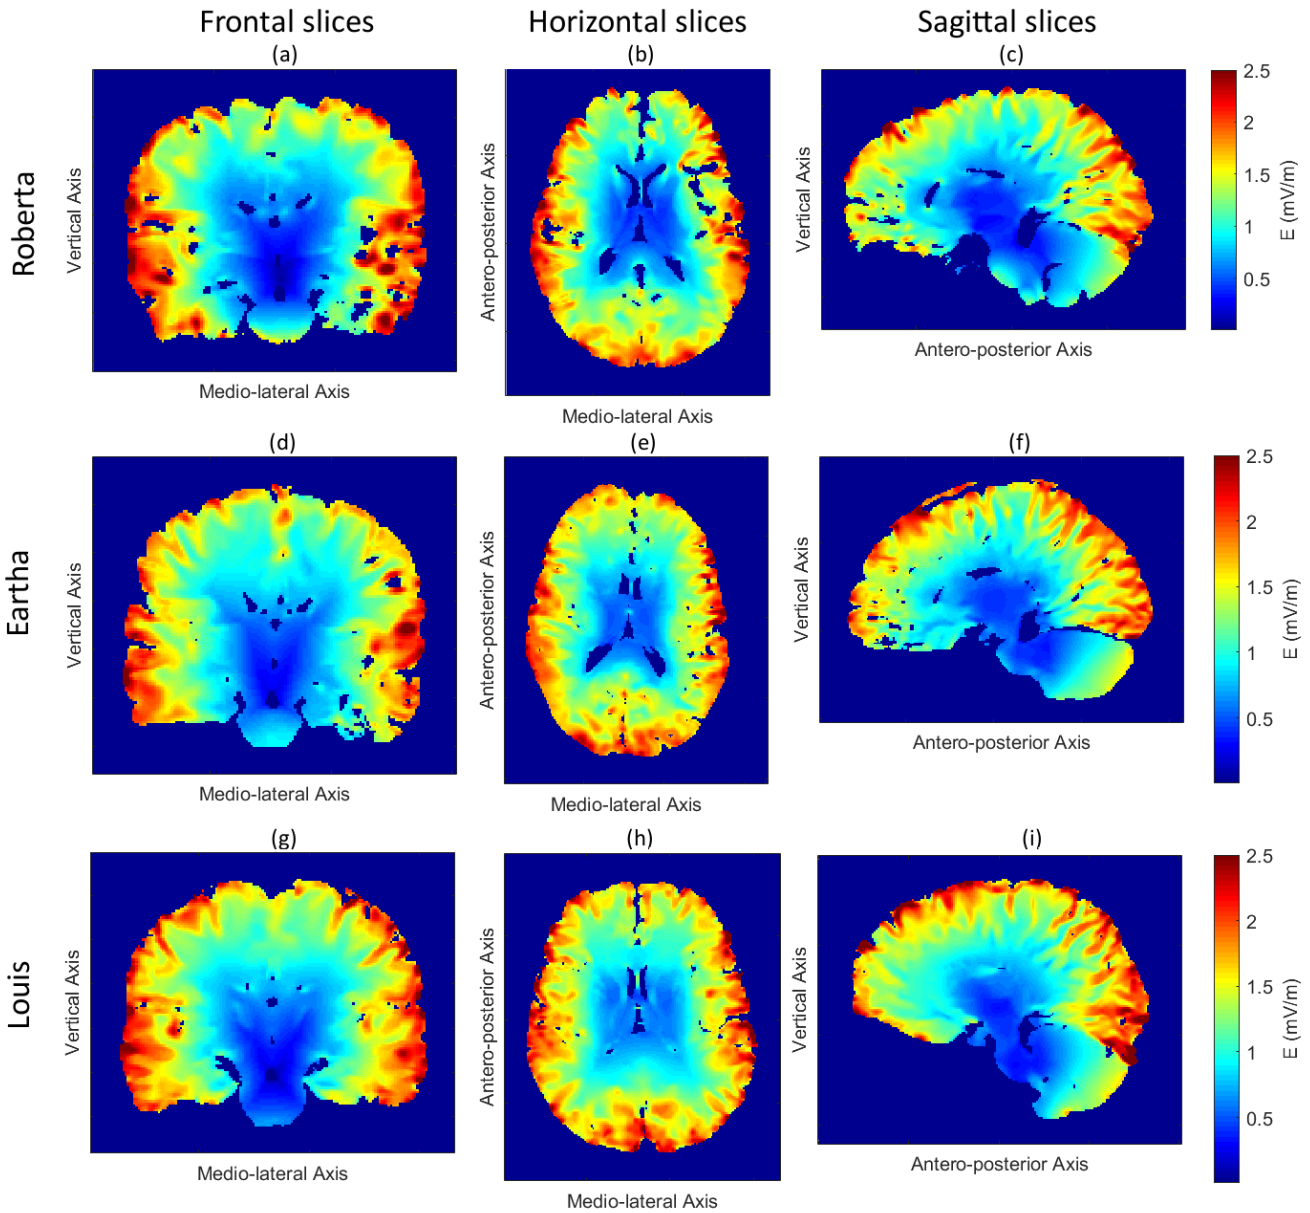 Frontal slices
Horizontal slices
Sagittal slices
(a)
(b)
(c)
Roberta
Vertical Axis
Medio-lateral Axis
Antero-posterior Axis
Medio-lateral Axis
Vertical Axis
Antero-posterior Axis
2.5
2
1.5
1
0.5
E (mV/m)
(d)
(e)
(f)
Eartha
Vertical Axis
Medio-lateral Axis
Antero-posterior Axis
Medio-lateral Axis
Vertical Axis
Antero-posterior Axis
2.5
2
1.5
1
0.5
E (mV/m)
(g)
(h)
(i)
Louis
Vertical Axis
Medio-lateral Axis
Antero-posterior Axis
Medio-lateral Axis
Vertical Axis
Antero-posterior Axis
2.5
2
1.5
1
0.5
E (mV/m)